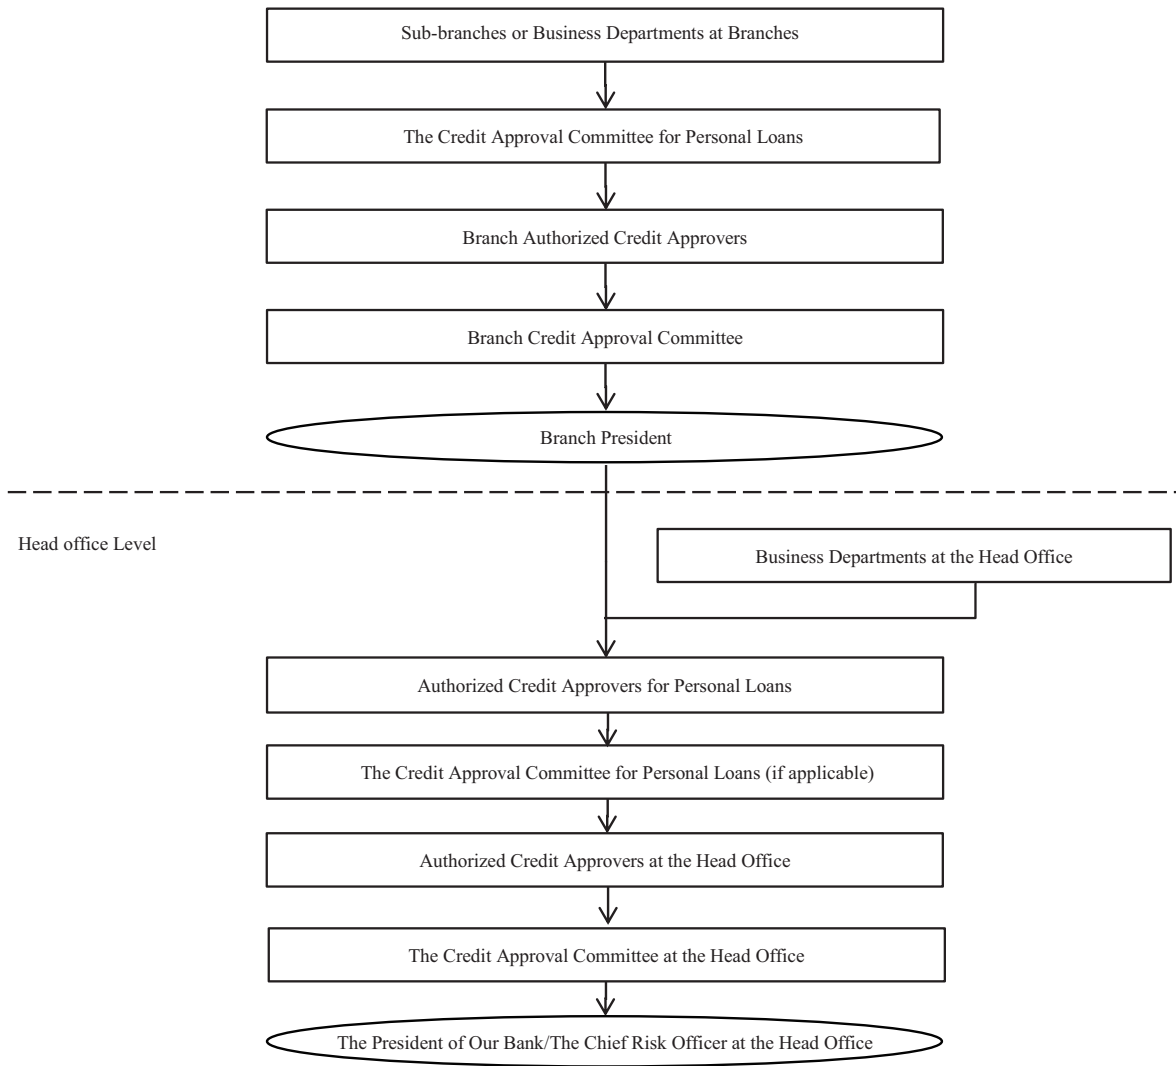 Sub-branches or Business Departments at Branches
The Credit Approval Committee for Personal Loans
Branch Authorized Credit Approvers
Branch Credit Approval Committee
Branch President
Head office Level
Business Departments at the Head Office
Authorized Credit Approvers for Personal Loans
The Credit Approval Committee for Personal Loans (if applicable)
Authorized Credit Approvers at the Head Office
The Credit Approval Committee at the Head Office
The President of Our Bank/The Chief Risk Officer at the Head Office